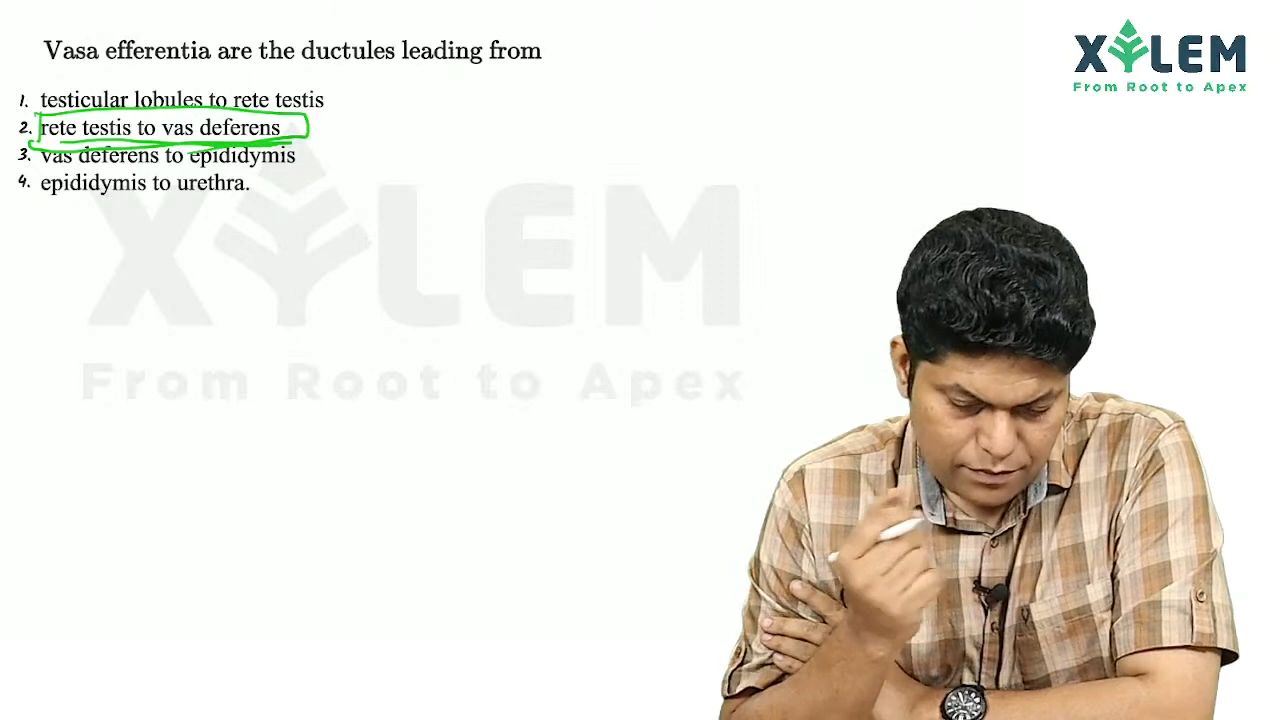 Vasa efferentia are the ductules leading from
1. testicular lobules to rete testis
2. rete testis to vas deferens
3. vas deferens to epididymis
4. epididymis to urethra.
XYLEM
From Root to Apex
XYLEM
From Root to Apex